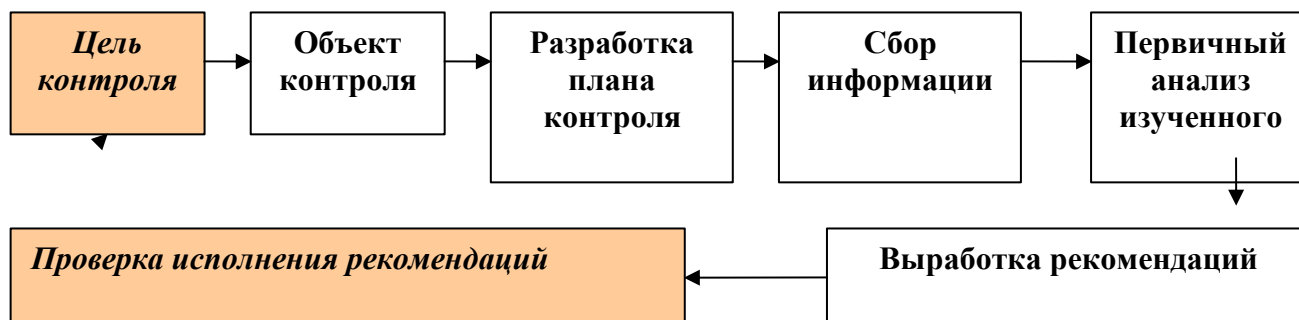 Цель
контроля
Объект
контроля
Разработка
плана
контроля
Сбор
информации
Первичный
анализ
изученного
Проверка исполнения рекомендаций
Выработка рекомендаций